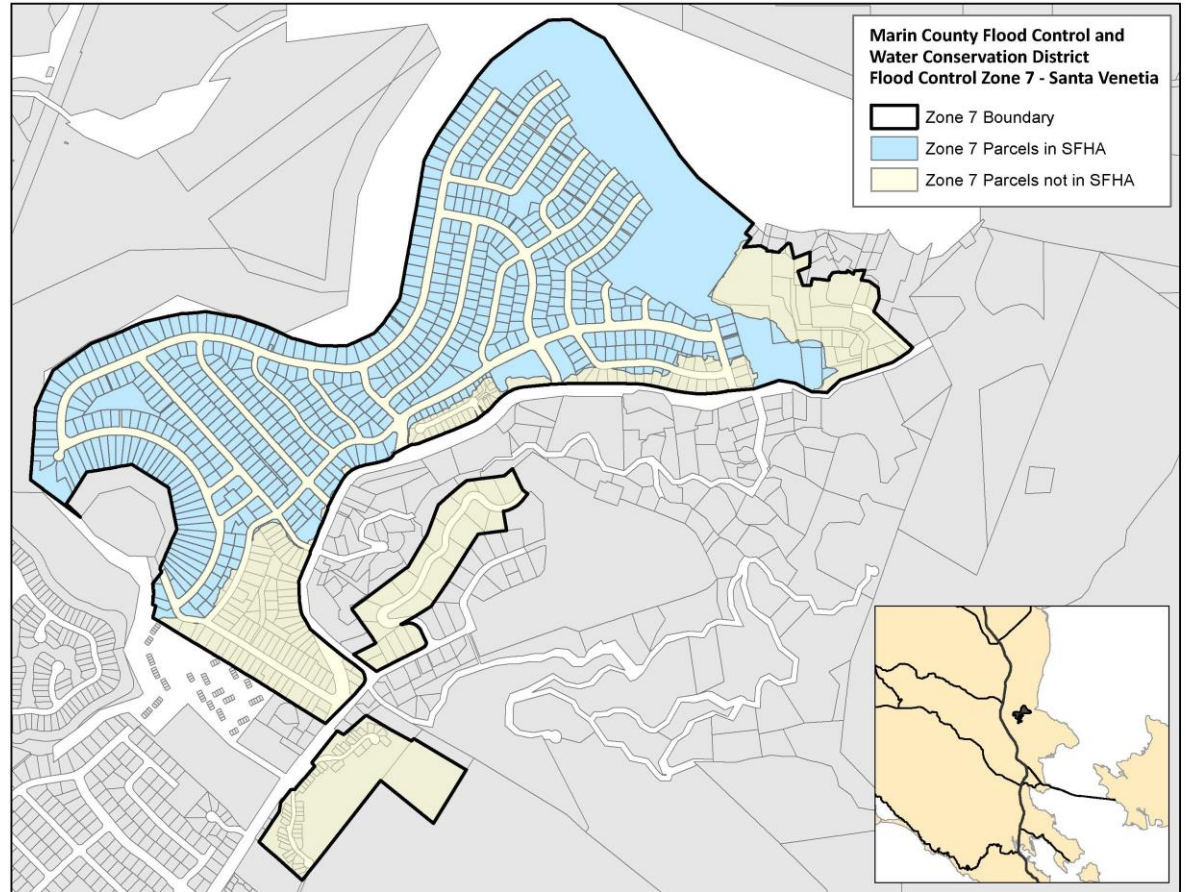 Marin County Flood Control and
Water Conservation District
Flood Control Zone 7 - Santa Venetia
Zone 7 Boundary
Zone 7 Parcels in SFHA
Zone 7 Parcels not in SFHA